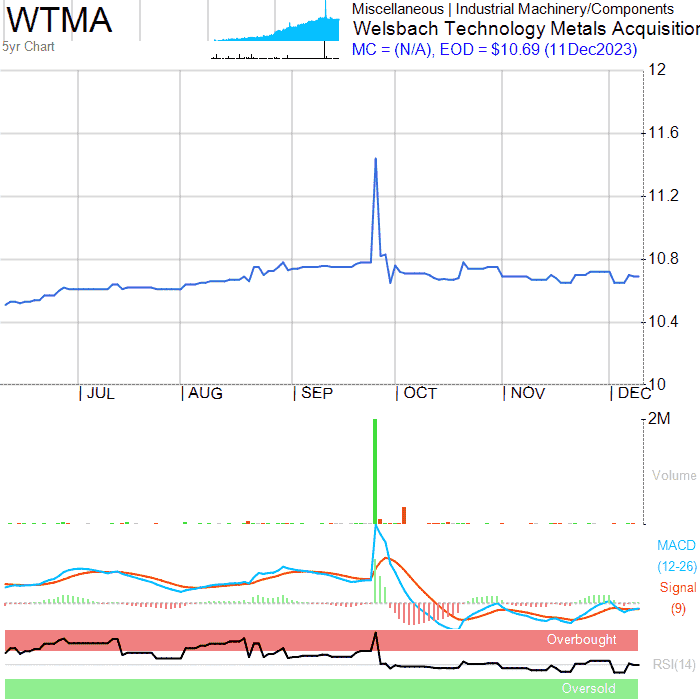 WTMA
5yr Chart
Miscellaneous | Industrial Machinery/Components
Welsbach Technology Metals Acquisition
MC = (N/A), EOD = $10.69 (11Dec2023)
12
11.6
11.2
10.8
10.4
10
| JUL | AUG | SEP | OCT | NOV | DEC
2M
Volume
MACD
(12-26)
Signal
(9)
Overbought
RSI(14)
Oversold